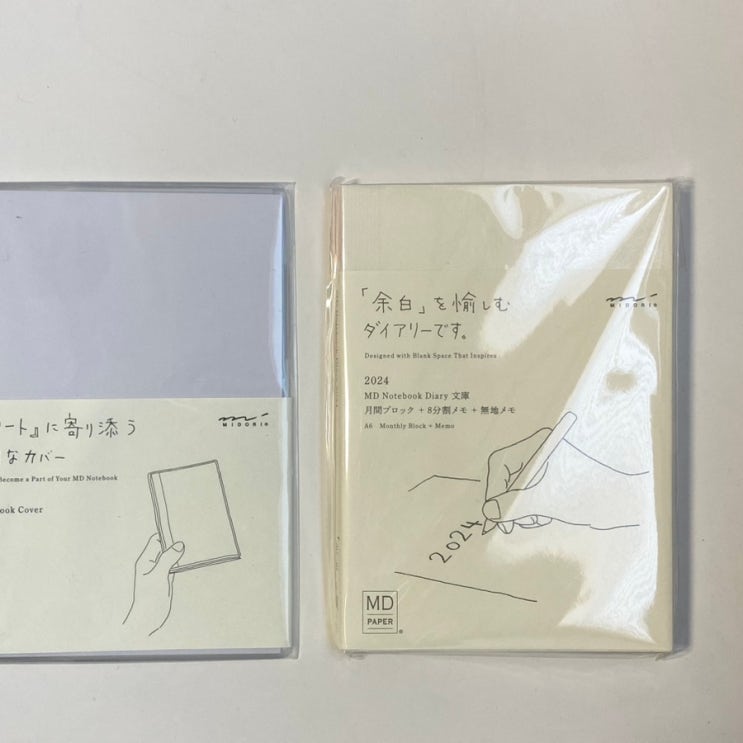 ート』に寄り添う
なカバー
Become a Part of Your MD Notebook
ook Cover
MIDORI
「余白」を愉しむ
ダイアリーです。
Designed with Blank Space That Inspires
MIDORI
2024
MD Notebook Diary 文庫
月間ブロック + 8分割メモ + 無地メモ
A6 Monthly Block + Memo
2024
MD
PAPER
®